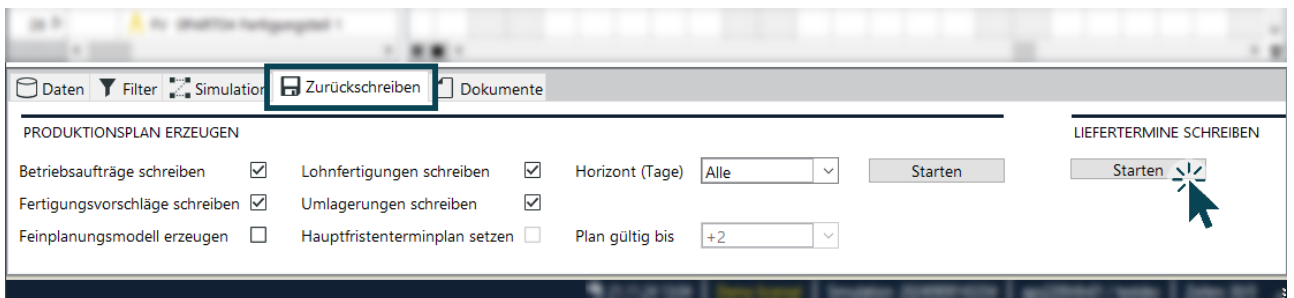 Daten Filter Simulation Zurückschreiben Dokumente
PRODUKTIONSPLAN ERZEUGEN LIEFERTERMINE SCHREIBEN
Betriebsaufträge schreiben Lohnfertigungen schreiben Horizont (Tage) Alle Starten Starten
Fertigungsvorschläge schreiben Umlagerungen schreiben
Feinplanungsmodell erzeugen Hauptfristenterminplan setzen Plan gültig bis +2